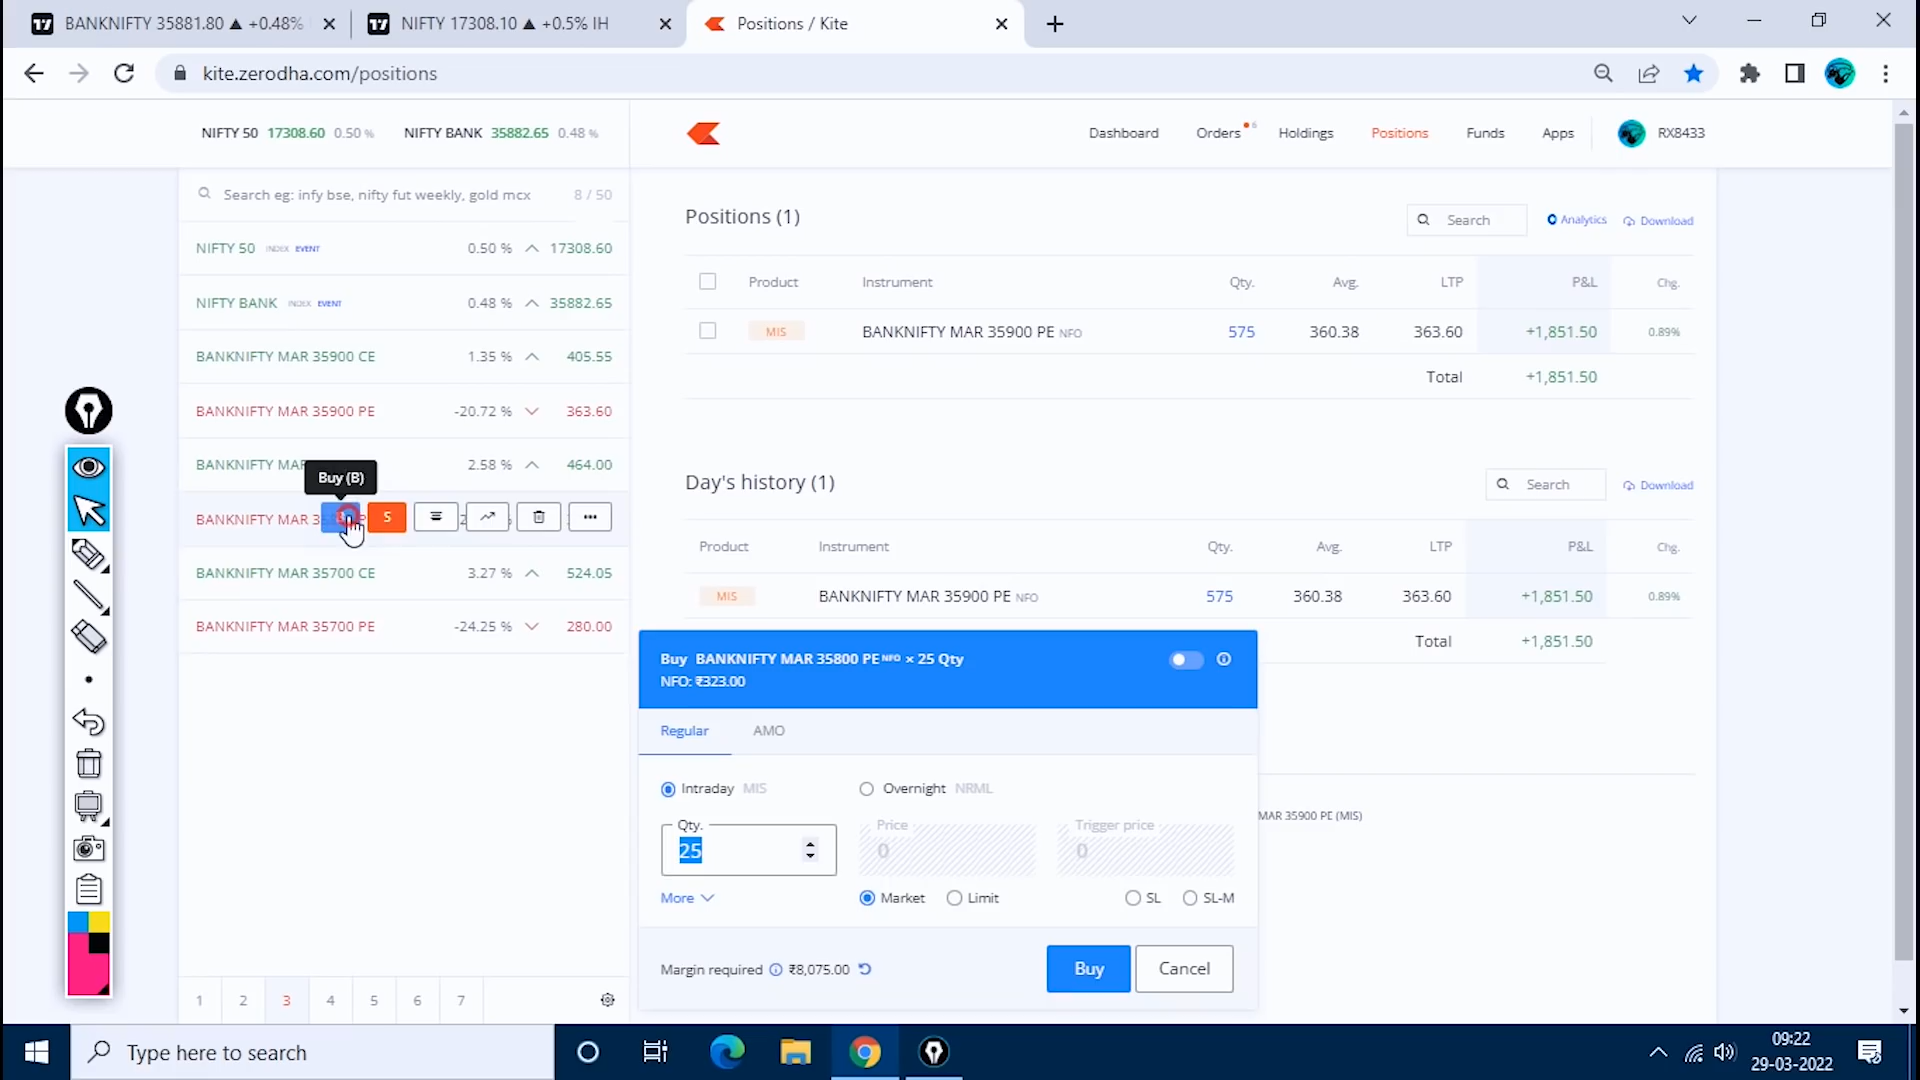 BANKNIFTY 35881.80 ▲ +0.48%
NIFTY 17308.10 ▲ +0.5% IH
Positions / Kite
kite.zerodha.com/positions
NIFTY 50 17308.60 0.50 %
NIFTY BANK 35882.65 0.48 %
Dashboard
Orders
Holdings
Positions
Funds
Apps
RX8433
Search eg: infy bse, nifty fut weekly, gold mcx
8 / 50
NIFTY 50 INDEX EVENT 0.50 % 17308.60
NIFTY BANK INDEX EVENT 0.48 % 35882.65
BANKNIFTY MAR 35900 CE 1.35 % 405.55
BANKNIFTY MAR 35900 PE -20.72 % 363.60
BANKNIFTY MAR 2.58 % 464.00
Buy (B)
BANKNIFTY MAR S
BANKNIFTY MAR 35700 CE 3.27 % 524.05
BANKNIFTY MAR 35700 PE -24.25 % 280.00
1 2 3 4 5 6 7
Positions (1)
Search
Analytics
Download
Product Instrument Qty. Avg. LTP P&L Chg.
MIS BANKNIFTY MAR 35900 PE NFO 575 360.38 363.60 +1,851.50 0.89%
Total +1,851.50
Day's history (1)
Search
Download
Product Instrument Qty. Avg. LTP P&L Chg.
MIS BANKNIFTY MAR 35900 PE NFO 575 360.38 363.60 +1,851.50 0.89%
Total +1,851.50
Buy BANKNIFTY MAR 35800 PE NFO × 25 Qty
NFO: ₹323.00
Regular AMO
Intraday MIS
Overnight NRML
Qty. Price Trigger price
25 0 0
More
Market Limit SL SL-M
MAR 35900 PE (MIS)
Margin required ₹8,075.00
Buy
Cancel
Type here to search
09:22
29-03-2022